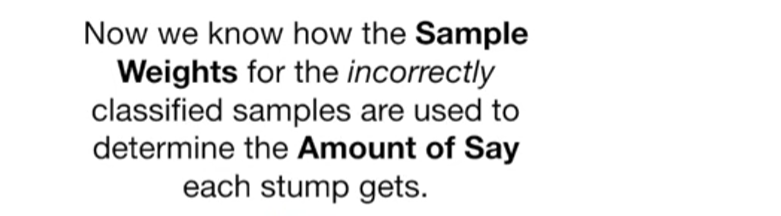 Now we know how the Sample
Weights for the incorrectly
classified samples are used to
determine the Amount of Say
each stump gets.